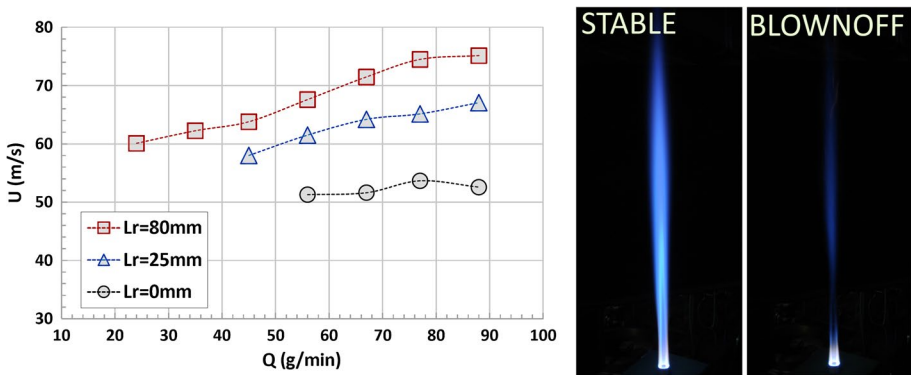 80
70
60
50
40
30
U (m/s)
Lr=80mm
Lr=25mm
Lr=0mm
10 20 30 40 50 60 70 80 90 100
Q (g/min)
STABLE
BLOWNOFF